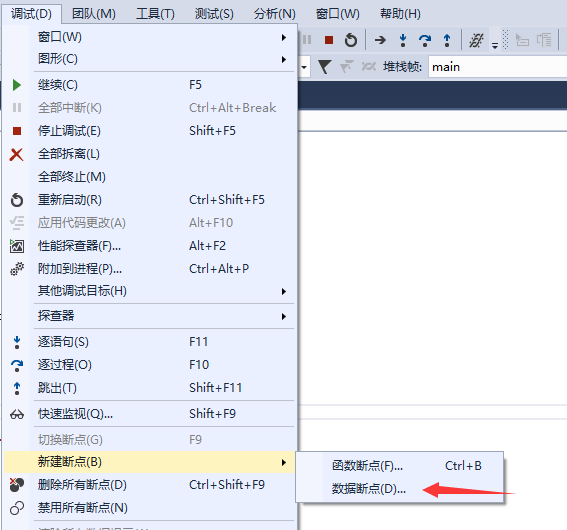 调试(D) 团队(M) 工具(T) 测试(S) 分析(N) 窗口(W) 帮助(H)
窗口(W)
图形(C)
堆栈帧: main
继续(C) F5
全部中断(K) Ctrl+Alt+Break
停止调试(E) Shift+F5
全部拆离(L)
全部终止(M)
重新启动(R) Ctrl+Shift+F5
应用代码更改(A) Alt+F10
性能探查器(F)... Alt+F2
附加到进程(P)... Ctrl+Alt+P
其他调试目标(H)
探查器
逐语句(S) F11
逐过程(O) F10
跳出(T) Shift+F11
快速监视(Q)... Shift+F9
切换断点(G) F9
新建断点(B)
函数断点(F)... Ctrl+B
删除所有断点(D) Ctrl+Shift+F9
数据断点(D)...
禁用所有断点(N)